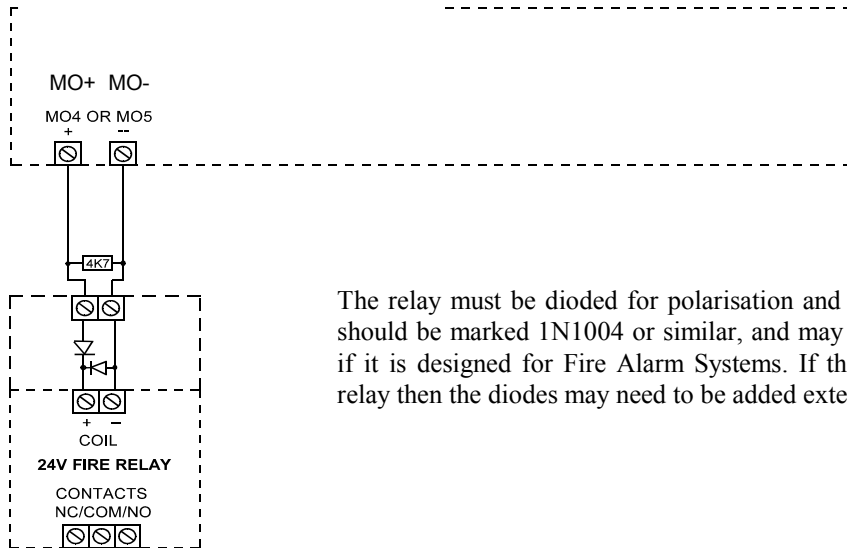 MO+ MO-
MO4 OR MO5
+ --
4K7
The relay must be dioded for polarisation and
should be marked 1N1004 or similar, and may
if it is designed for Fire Alarm Systems. If th
relay then the diodes may need to be added exte
+ –
COIL
24V FIRE RELAY
CONTACTS
NC/COM/NO